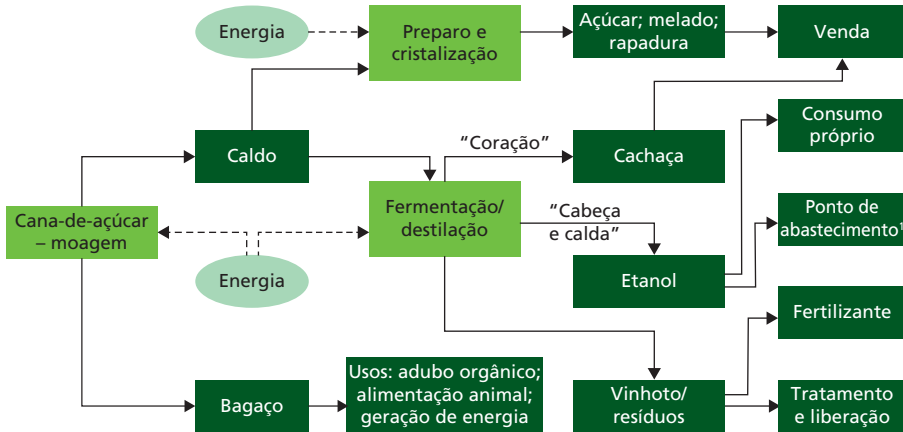 Energia
Preparo e
cristalização
Açúcar; melado;
rapadura
Venda
Caldo
"Coração"
Cachaça
Consumo
próprio
Cana-de-açúcar
– moagem
Fermentação/
destilação
"Cabeça
e calda"
Ponto de
abastecimento¹
Energia
Etanol
Fertilizante
Bagaço
Usos: adubo orgânico;
alimentação animal;
geração de energia
Vinhoto/
resíduos
Tratamento
e liberação